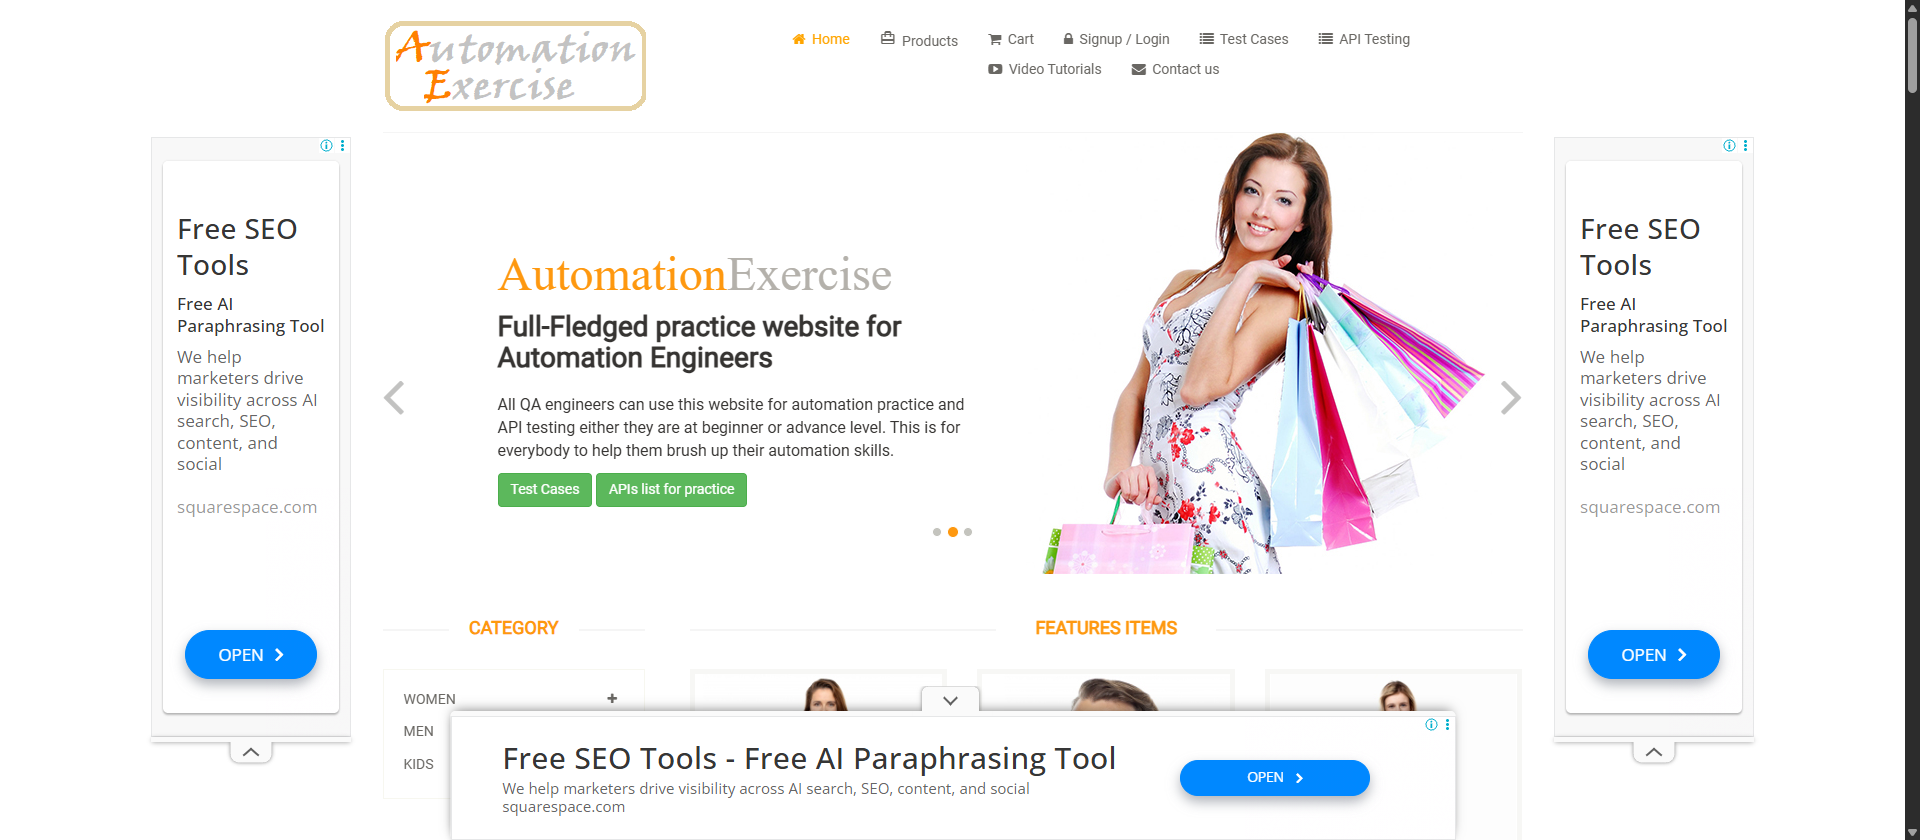 Automation
Exercise
Home
Products
Cart
Signup / Login
Test Cases
API Testing
Video Tutorials
Contact us
Free SEO
Tools
Free AI
Paraphrasing Tool
We help
marketers drive
visibility across AI
search, SEO,
content, and
social
squarespace.com
OPEN
AutomationExercise
Full-Fledged practice website for
Automation Engineers
All QA engineers can use this website for automation practice and
API testing either they are at beginner or advance level. This is for
everybody to help them brush up their automation skills.
Test Cases
APIs list for practice
Free SEO
Tools
Free AI
Paraphrasing Tool
We help
marketers drive
visibility across AI
search, SEO,
content, and
social
squarespace.com
OPEN
CATEGORY
WOMEN
MEN
KIDS
FEATURES ITEMS
Free SEO Tools - Free AI Paraphrasing Tool
We help marketers drive visibility across AI search, SEO, content, and social
squarespace.com
OPEN